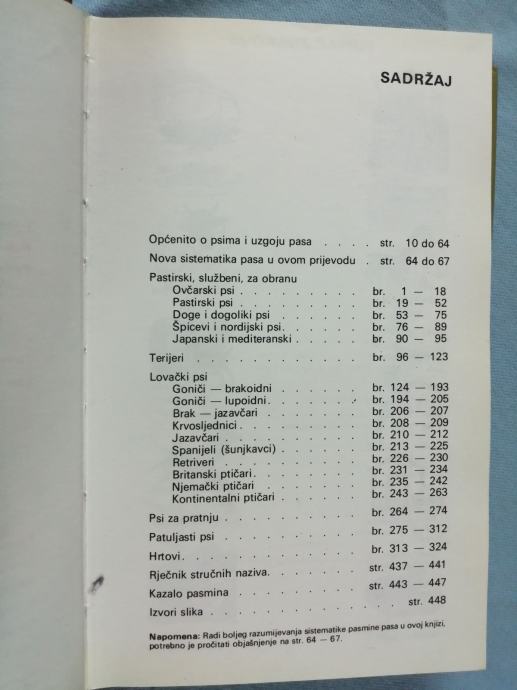 SADRŽAJ
Općenito o psima i uzgoju pasa . . . . str. 10 do 64
Nova sistematika pasa u ovom prijevodu . str. 64 do 67
Pastirski, službeni, za obranu
Ovčarski psi . . . . . . . . . br. 1 — 18
Pastirski psi . . . . . . . . . br. 19 — 52
Doge i dogoliki psi . . . . . . br. 53 — 75
Špicevi i nordijski psi. . . . . . br. 76 — 89
Japanski i mediteranski . . . . . br. 90 — 95
Terijeri . . . . . . . . . . . . br. 96 — 123
Lovački psi
Goniči — brakoidni . . . . . . br. 124 — 193
Goniči — lupoidni. . . . . . . br. 194 — 205
Brak — jazavčari . . . . . . . br. 206 — 207
Krvosljednici. . . . . . . . . br. 208 — 209
Jazavčari . . . . . . . . . . br. 210 — 212
Spanijeli (šunjkavci) . . . . . . br. 213 — 225
Retriveri . . . . . . . . . . br. 226 — 230
Britanski ptičari . . . . . . . . br. 231 — 234
Njemački ptičari . . . . . . . br. 235 — 242
Kontinentalni ptičari . . . . . . br. 243 — 263
Psi za pratnju . . . . . . . . . . br. 264 — 274
Patuljasti psi . . . . . . . . . . br. 275 — 312
Hrtovi. . . . . . . . . . . . . br. 313 — 324
Rječnik stručnih naziva. . . . . . . str. 437 — 441
Kazalo pasmina . . . . . . . . . str. 443 — 447
Izvori slika . . . . . . . . . . . . str. 448
Napomena: Radi boljeg razumijevanja sistematike pasmine pasa u ovoj knjizi,
potrebno je pročitati objašnjenje na str. 64 — 67.